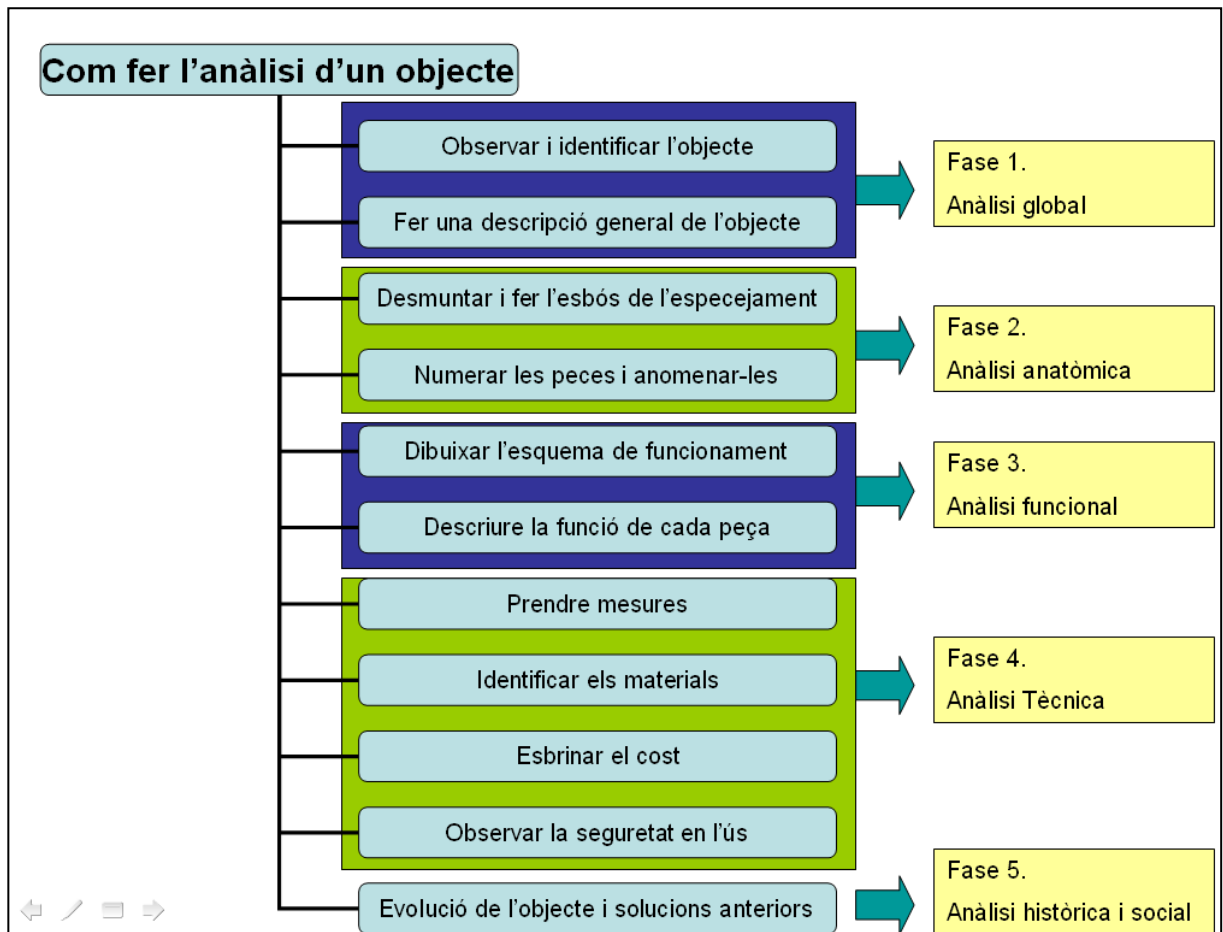 Com fer l'anàlisi d'un objecte
Observar i identificar l'objecte
Fer una descripció general de l'objecte
Fase 1.
Anàlisi global
Desmuntar i fer l'esbós de l'especejament
Numerar les peces i anomenar-les
Fase 2.
Anàlisi anatòmica
Dibuixar l'esquema de funcionament
Descriure la funció de cada peça
Fase 3.
Anàlisi funcional
Prendre mesures
Identificar els materials
Esbrinar el cost
Observar la seguretat en l'ús
Fase 4.
Anàlisi Tècnica
Evolució de l'objecte i solucions anteriors
Fase 5.
Anàlisi històrica i social